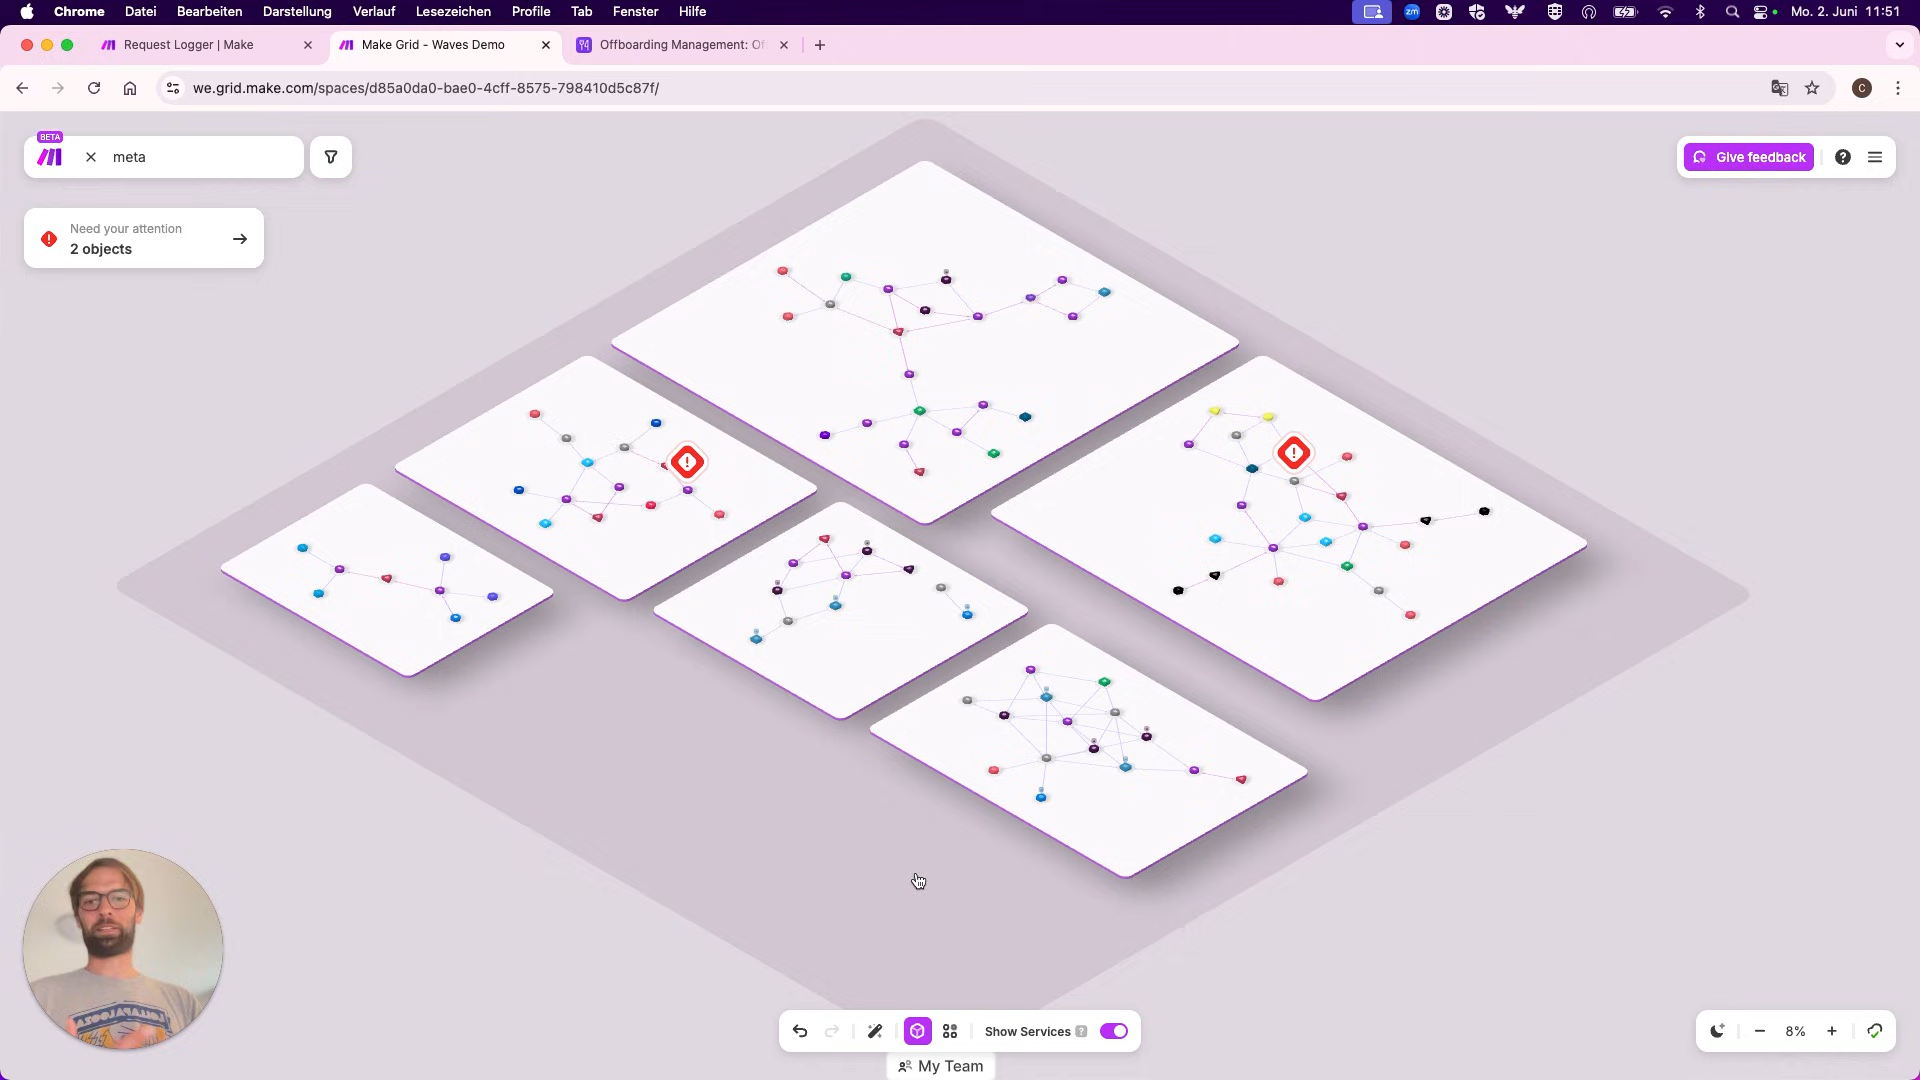 Chrome Datei Bearbeiten Darstellung Verlauf Lesezeichen Profile Tab Fenster Hilfe
zm
Mo. 2. Juni 11:51
Request Logger | Make
Make Grid - Waves Demo
Offboarding Management: Of
we.grid.make.com/spaces/d85a0da0-bae0-4cff-8575-798410d5c87f/
C
BETA
meta
Give feedback
Need your attention
2 objects
Show Services
8%
My Team